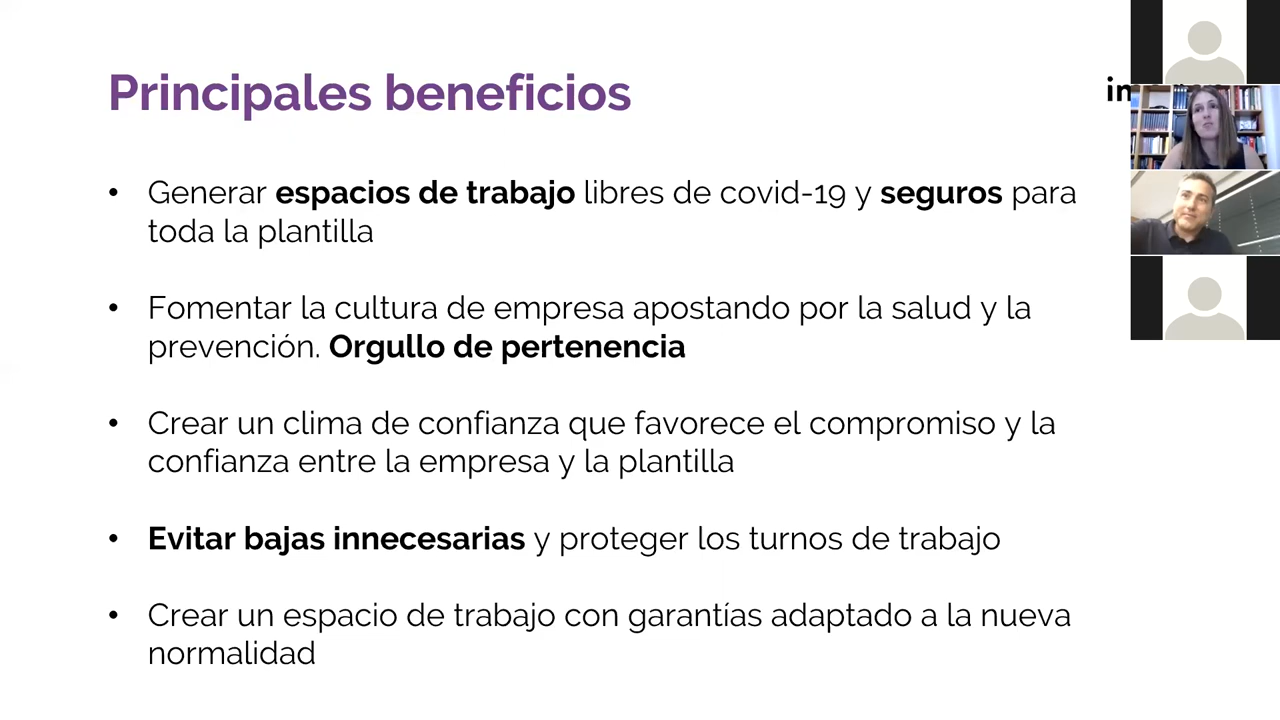 Principales beneficios
• Generar espacios de trabajo libres de covid-19 y seguros para
toda la plantilla
• Fomentar la cultura de empresa apostando por la salud y la
prevención. Orgullo de pertenencia
• Crear un clima de confianza que favorece el compromiso y la
confianza entre la empresa y la plantilla
• Evitar bajas innecesarias y proteger los turnos de trabajo
• Crear un espacio de trabajo con garantías adaptado a la nueva
normalidad